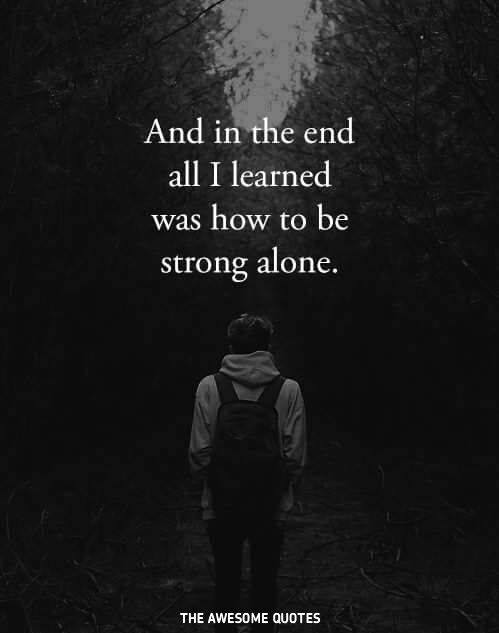 And in the end
all I learned
was how to be
strong alone.
THE AWESOME QUOTES